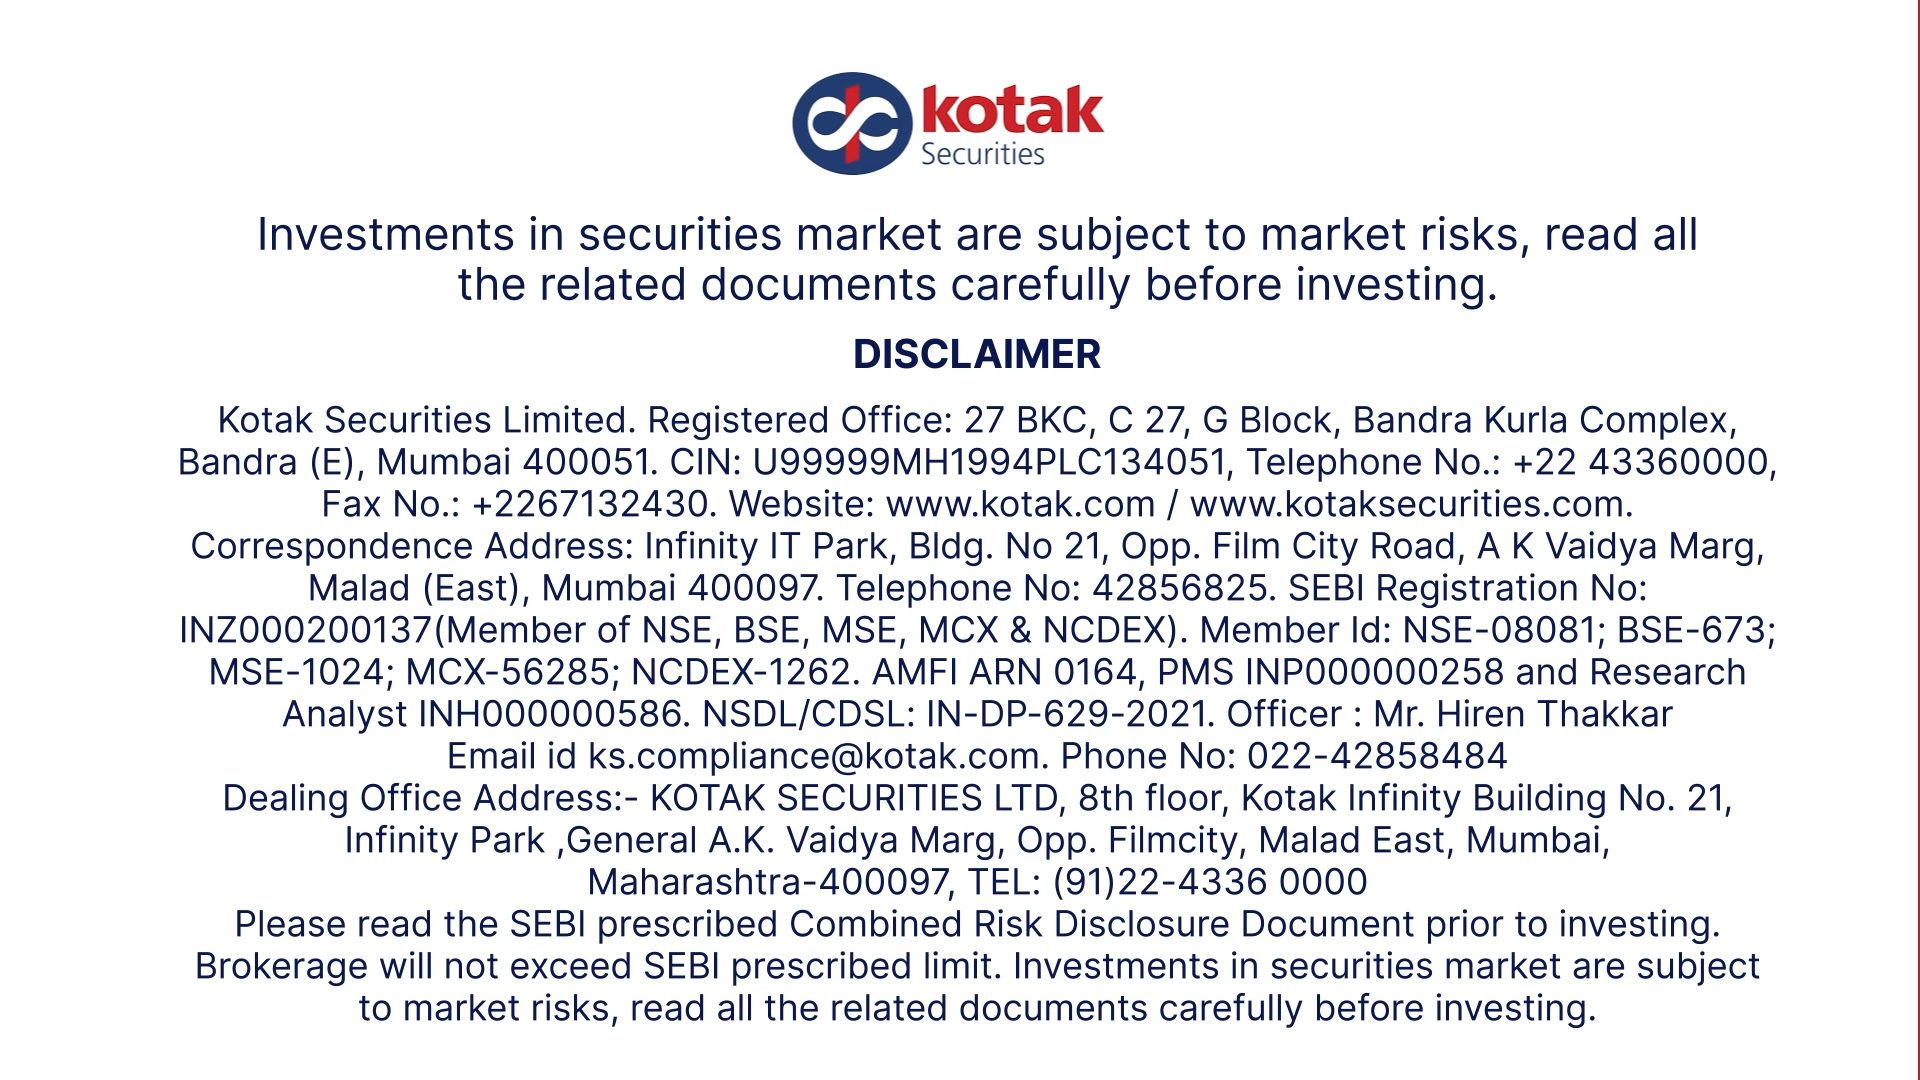 kotak
Securities
Investments in securities market are subject to market risks, read all
the related documents carefully before investing.
DISCLAIMER
Kotak Securities Limited. Registered Office: 27 BKC, C 27, G Block, Bandra Kurla Complex,
Bandra (E), Mumbai 400051. CIN: U99999MH1994PLC134051, Telephone No.: +22 43360000,
Fax No.: +2267132430. Website: www.kotak.com / www.kotaksecurities.com.
Correspondence Address: Infinity IT Park, Bldg. No 21, Opp. Film City Road, A K Vaidya Marg,
Malad (East), Mumbai 400097. Telephone No: 42856825. SEBI Registration No:
INZ000200137(Member of NSE, BSE, MSE, MCX & NCDEX). Member Id: NSE-08081; BSE-673;
MSE-1024; MCX-56285; NCDEX-1262. AMFI ARN 0164, PMS INP000000258 and Research
Analyst INH000000586. NSDL/CDSL: IN-DP-629-2021. Officer : Mr. Hiren Thakkar
Email id ks.compliance@kotak.com. Phone No: 022-42858484
Dealing Office Address:- KOTAK SECURITIES LTD, 8th floor, Kotak Infinity Building No. 21,
Infinity Park ,General A.K. Vaidya Marg, Opp. Filmcity, Malad East, Mumbai,
Maharashtra-400097, TEL: (91)22-4336 0000
Please read the SEBI prescribed Combined Risk Disclosure Document prior to investing.
Brokerage will not exceed SEBI prescribed limit. Investments in securities market are subject
to market risks, read all the related documents carefully before investing.